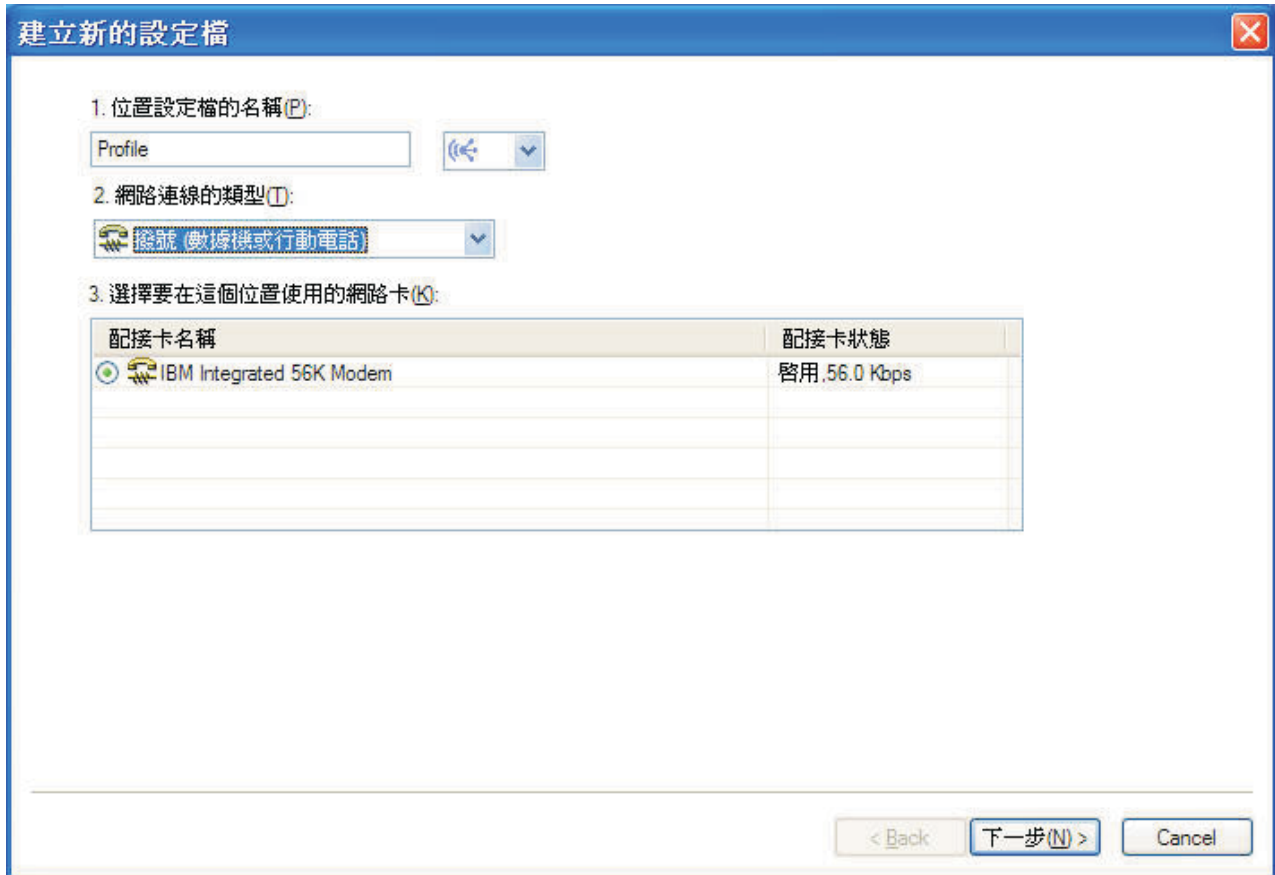 建立新的設定檔
1. 位置設定檔的名稱(P):
Profile
2. 網路連線的類型(T):
撥號 (數據機或行動電話)
3. 選擇要在這個位置使用的網路卡(K):
配接卡名稱 配接卡狀態
IBM Integrated 56K Modem 啓用,56.0 Kbps
< Back 下一步(N) > Cancel